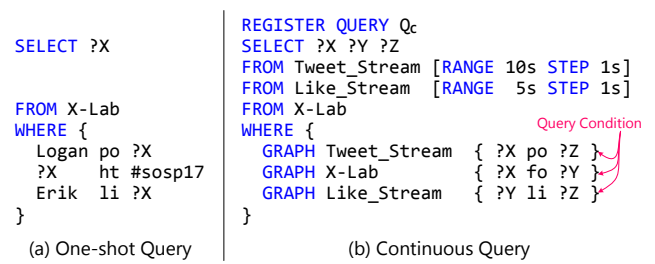 SELECT ?X
FROM X-Lab
WHERE {
Logan po ?X
?X ht #sosp17
Erik li ?X
}
(a) One-shot Query
REGISTER QUERY Qc
SELECT ?X ?Y ?Z
FROM Tweet_Stream [RANGE 10s STEP 1s]
FROM Like_Stream [RANGE 5s STEP 1s]
FROM X-Lab
WHERE {
Query Condition
GRAPH Tweet_Stream { ?X po ?Z }
GRAPH X-Lab { ?X fo ?Y }
GRAPH Like_Stream { ?Y li ?Z }
}
(b) Continuous Query